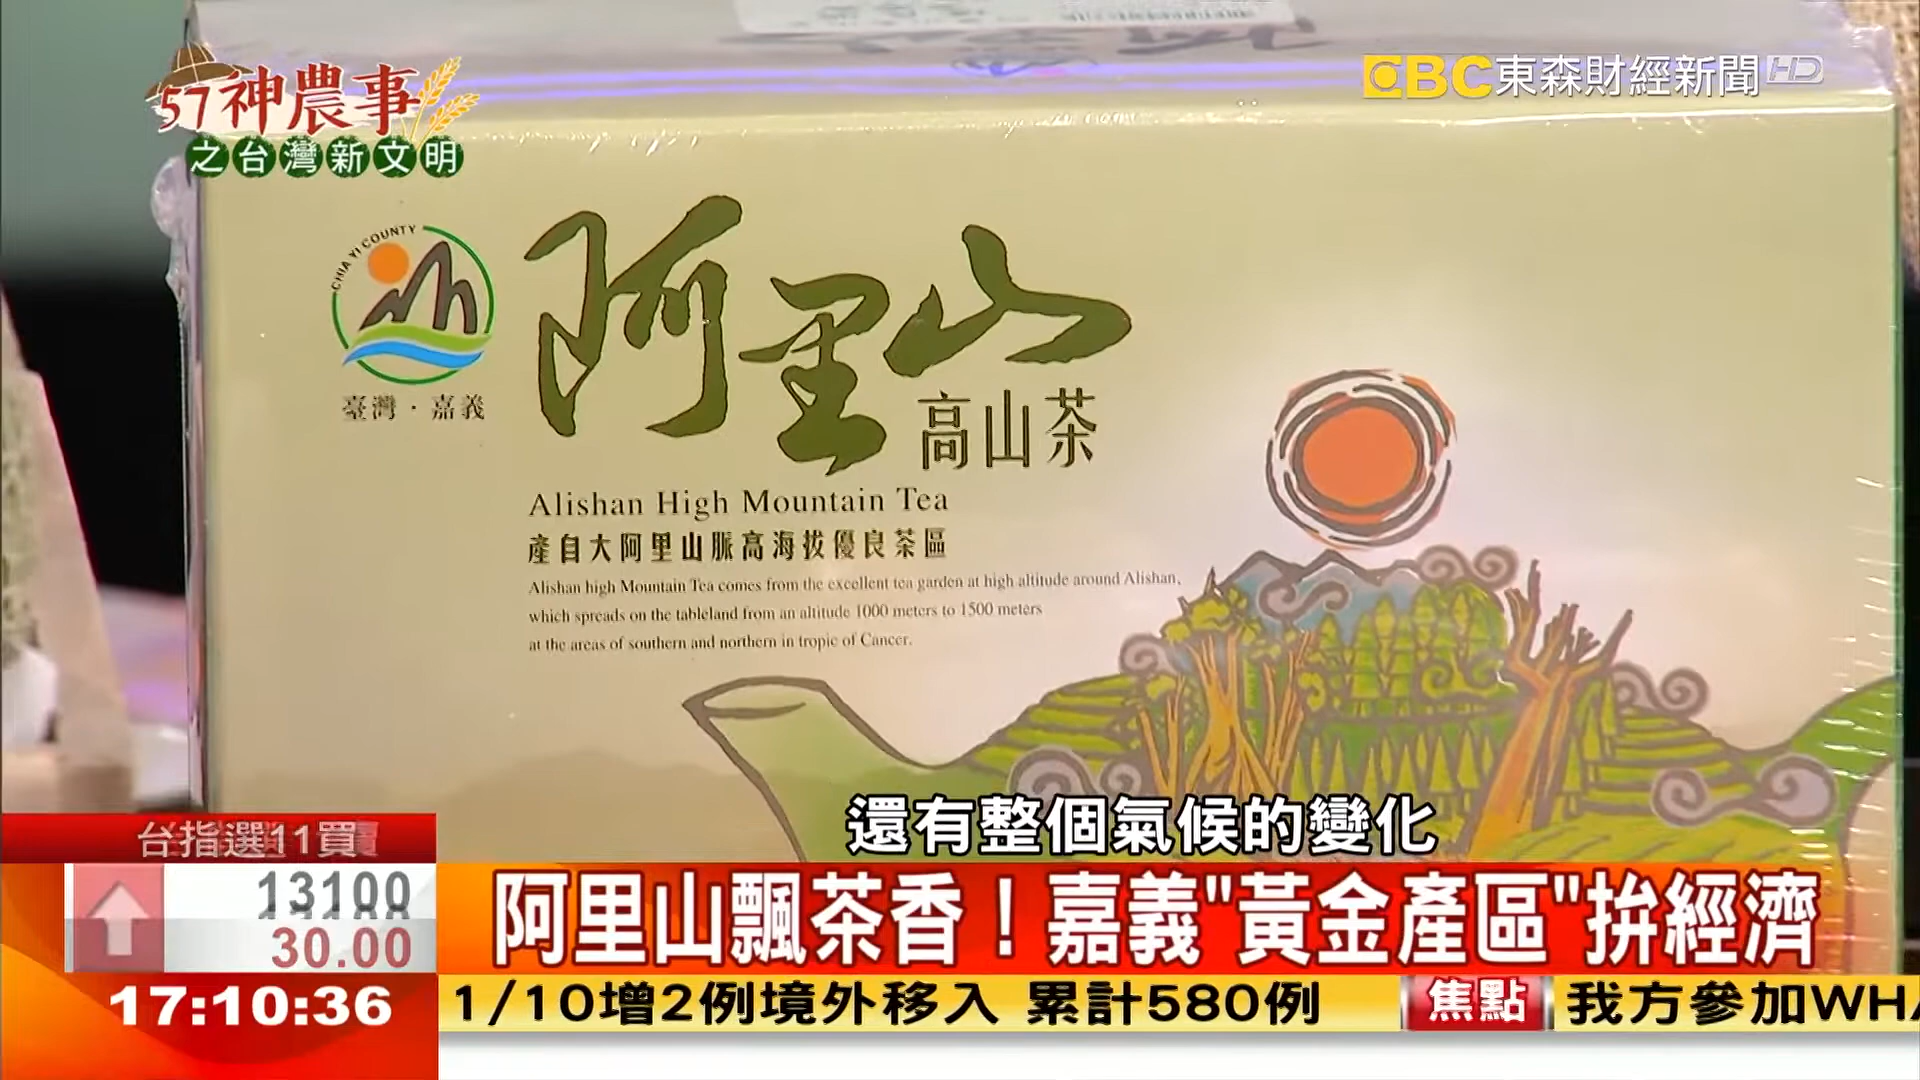 57神農事
之台灣新文明
EBC東森財經新聞HD
CHIA YI COUNTY
臺灣·嘉義
阿里山
高山茶
Alishan High Mountain Tea
產自大阿里山脈高海拔優良茶區
Alishan high Mountain Tea comes from the excellent tea garden at high altitude around Alishan,
which spreads on the tableland from an altitude 1000 meters to 1500 meters
at the areas of southern and northern in tropic of Cancer.
還有整個氣候的變化
台指選11買
13100
30.00
阿里山飄茶香！嘉義"黃金產區"拚經濟
17:10:36
1/10增2例境外移入 累計580例
焦點
我方參加WHA